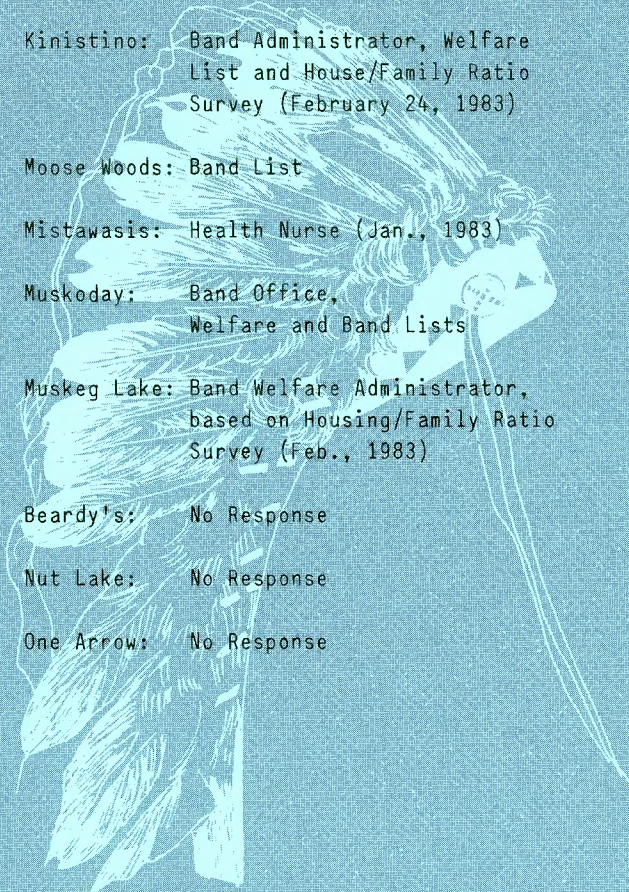 Kinistino: Band Administrator, Welfare
List and House/Family Ratio
Survey (February 24, 1983)
Moose Woods: Band List
Mistawasis: Health Nurse (Jan., 1983)
Muskoday: Band Office,
Welfare and Band Lists
Muskeg Lake: Band Welfare Administrator,
based on Housing/Family Ratio
Survey (Feb., 1983)
Beardy's: No Response
Nut Lake: No Response
One Arrow: No Response